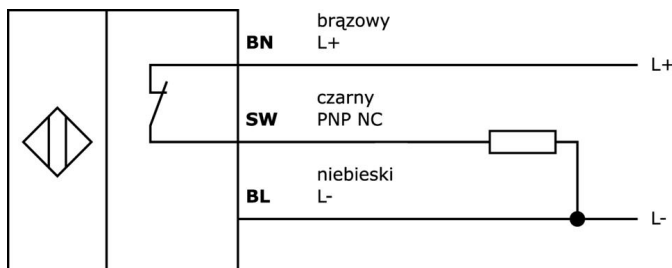 brązowy
BN L+
L+
czarny
SW PNP NC
niebieski
BL L-
L-